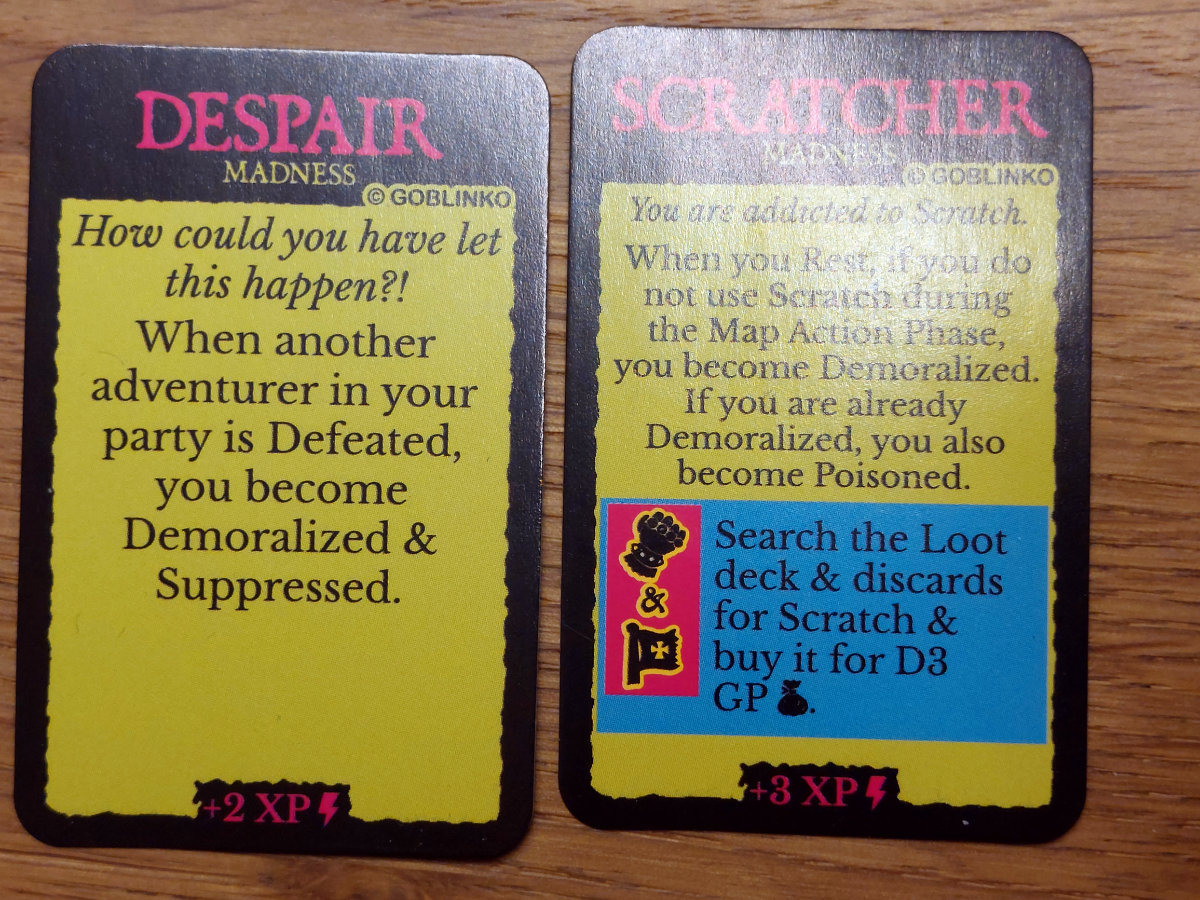 DESPAIR
MADNESS
© GOBLINKO
How could you have let
this happen?!
When another
adventurer in your
party is Defeated,
you become
Demoralized &
Suppressed.
+2 XP
SCRATCHER
MADNESS
© GOBLINKO
You are addicted to Scratch.
When you Rest, if you do
not use Scratch during
the Map Action Phase,
you become Demoralized.
If you are already
Demoralized, you also
become Poisoned.
&
Search the Loot
deck & discards
for Scratch &
buy it for D3
GP .
+3 XP